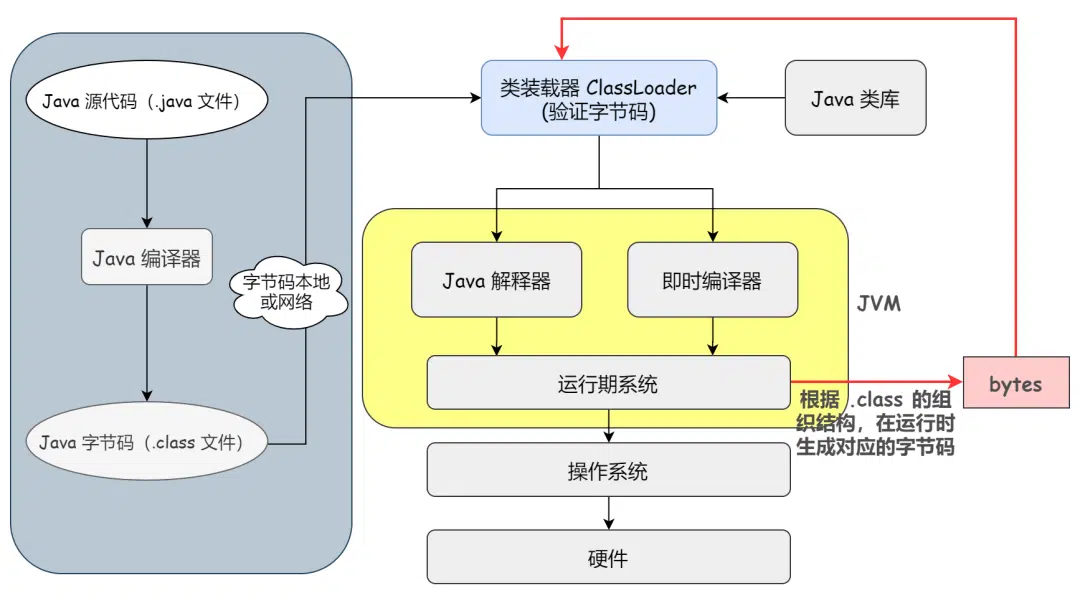 Java 源代码（.java 文件）
Java 编译器
字节码本地
或网络
Java 字节码（.class 文件）
类装载器 ClassLoader
(验证字节码)
Java 类库
Java 解释器
即时编译器
JVM
运行期系统
bytes
根据 .class 的组
织结构，在运行时
生成对应的字节码
操作系统
硬件